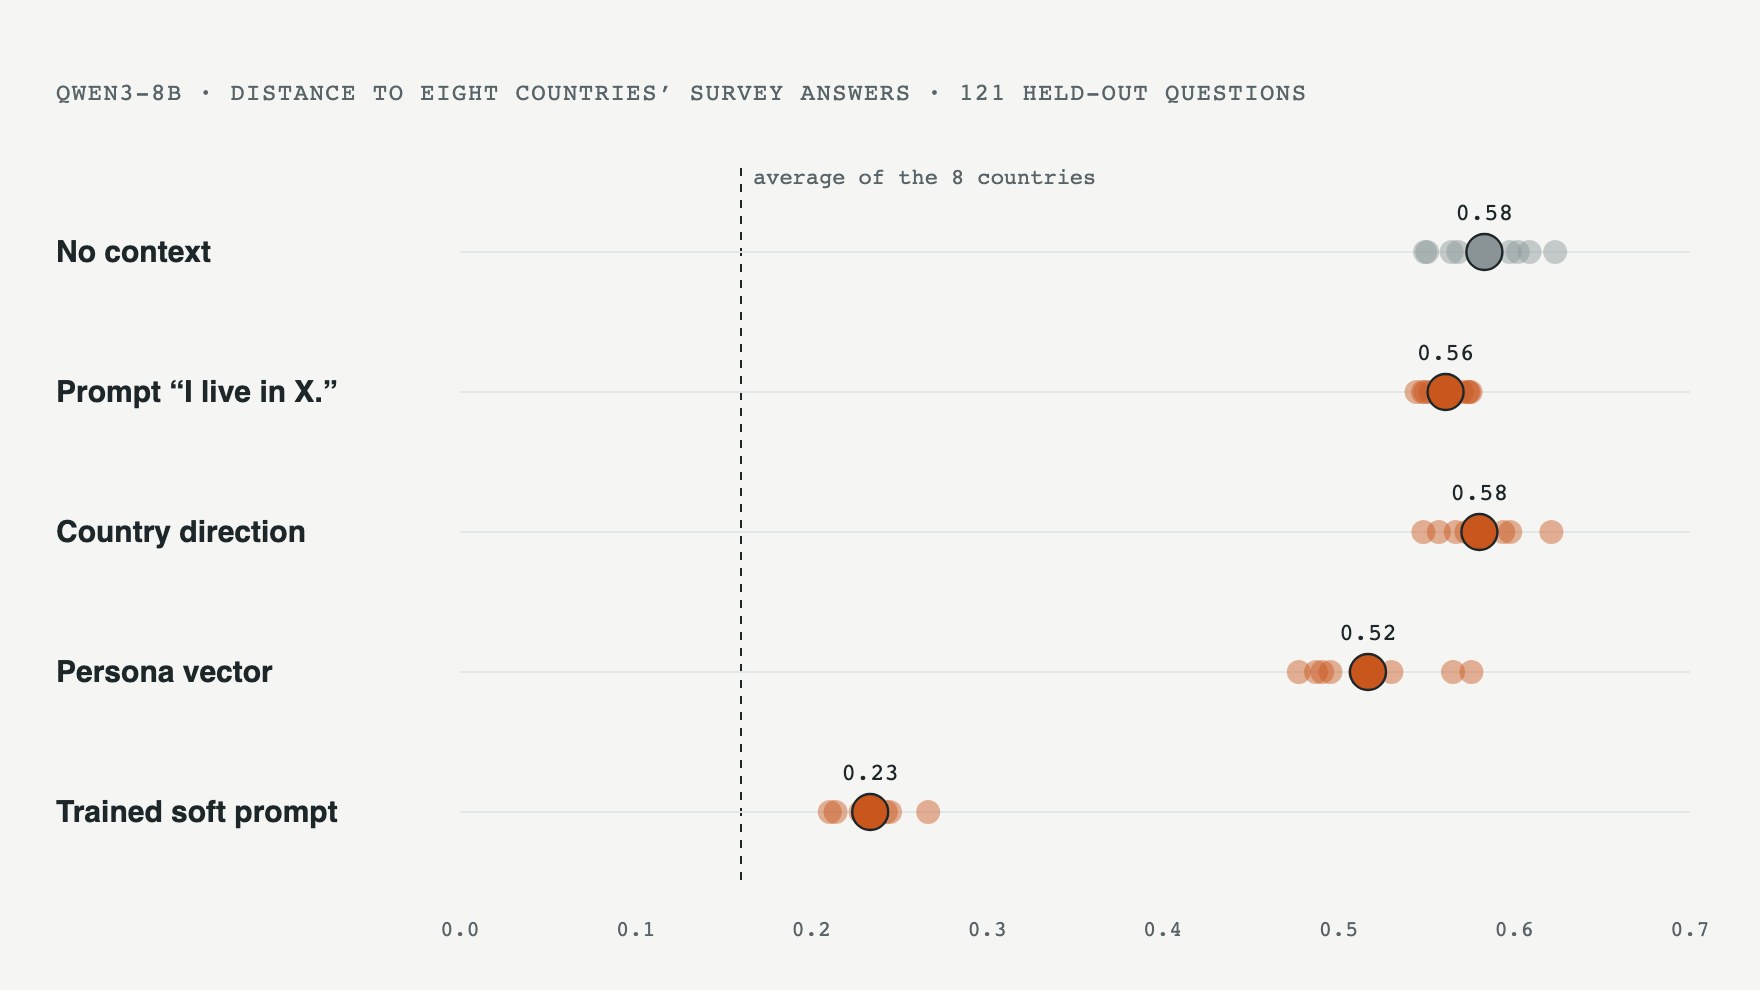 QWEN3-8B · DISTANCE TO EIGHT COUNTRIES’ SURVEY ANSWERS · 121 HELD-OUT QUESTIONS
average of the 8 countries
0.58
No context
0.56
Prompt “I live in X.”
0.58
Country direction
0.52
Persona vector
0.23
Trained soft prompt
0.0 0.1 0.2 0.3 0.4 0.5 0.6 0.7